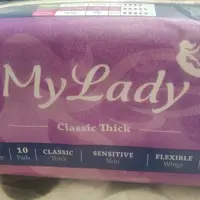 My Lady
Classic Thick
10 CLASSIC SENSITIVE FLEXIBLE
Pads Thick Skin Wings